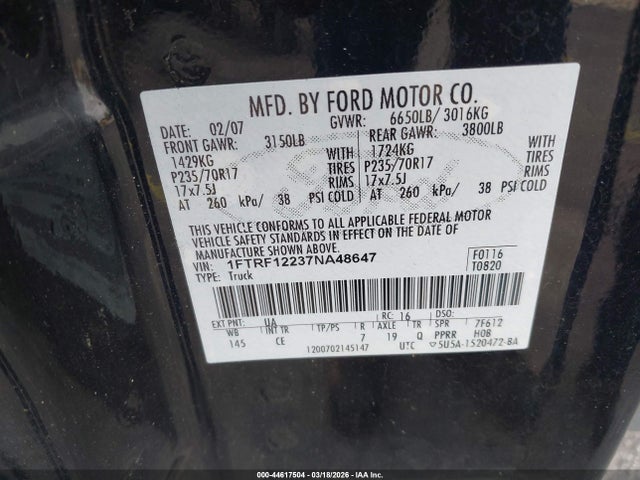 MFD. BY FORD MOTOR CO.
DATE: 02/07 GVWR: 6650LB/ 3016KG
FRONT GAWR: 3150LB REAR GAWR: 3800LB
1429KG WITH 1724KG WITH
P235/70R17 TIRES P235/70R17 TIRES
17x7.5J RIMS 17x7.5J RIMS
AT 260 kPa/ 38 PSI COLD AT 260 kPa/ 38 PSI COLD
THIS VEHICLE CONFORMS TO ALL APPLICABLE FEDERAL MOTOR
VEHICLE SAFETY STANDARDS IN EFFECT ON THE DATE OF
MANUFACTURE SHOWN ABOVE.
VIN: 1FTRF12237NA48647 F0116
TYPE: Truck T0820
EXT PNT: UA RC: 16 DSO:
WB INT TR TP/PS R AXLE TR SPR 7F612
145 CE 7 19 Q PPRR H0B
1200702145147 UTC ▽5U5A-1520472-BA
000-44617504 | 03/18/2026 - IAA Inc.